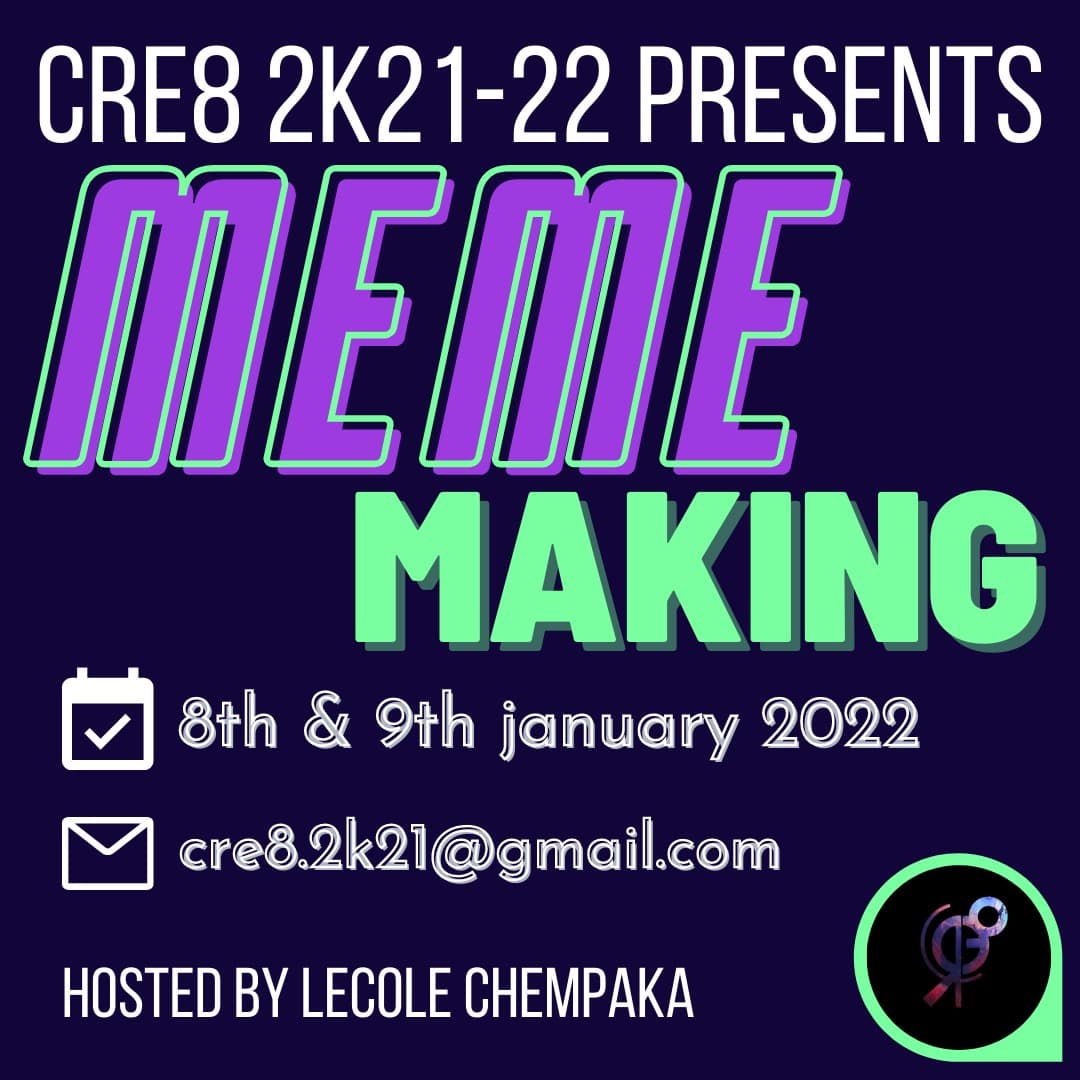 CRE8 2K21-22 PRESENTS
MEME
MAKING
8th & 9th january 2022
cre8.2k21@gmail.com
HOSTED BY LECOLE CHEMPAKA